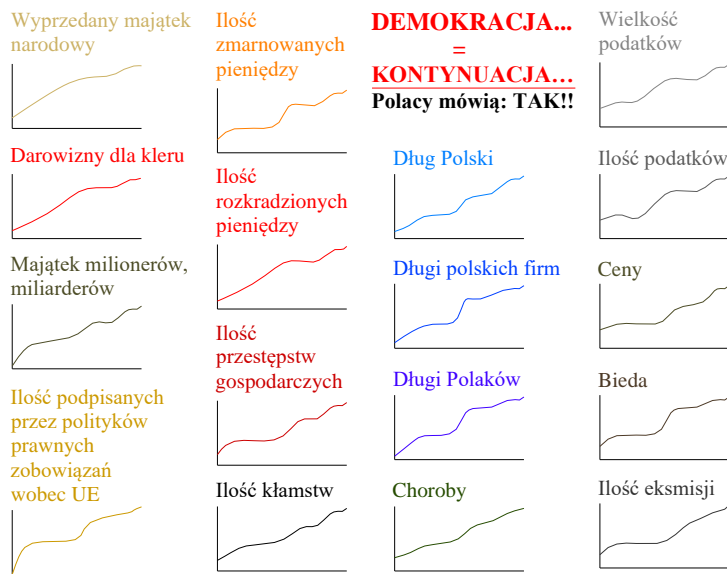 Wyprzedany majątek
narodowy
Darowizny dla kleru
Majątek milionerów,
miliarderów
Ilość podpisanych
przez polityków
prawnych
zobowiązań
wobec UE
Ilość
zmarnowanych
pieniędzy
Ilość
rozkradzionych
pieniędzy
Ilość
przestępstw
gospodarczych
Ilość kłamstw
DEMOKRACJA...
=
KONTYNUACJA…
Polacy mówią: TAK!!
Dług Polski
Długi polskich firm
Długi Polaków
Choroby
Wielkość
podatków
Ilość podatków
Ceny
Bieda
Ilość eksmisji